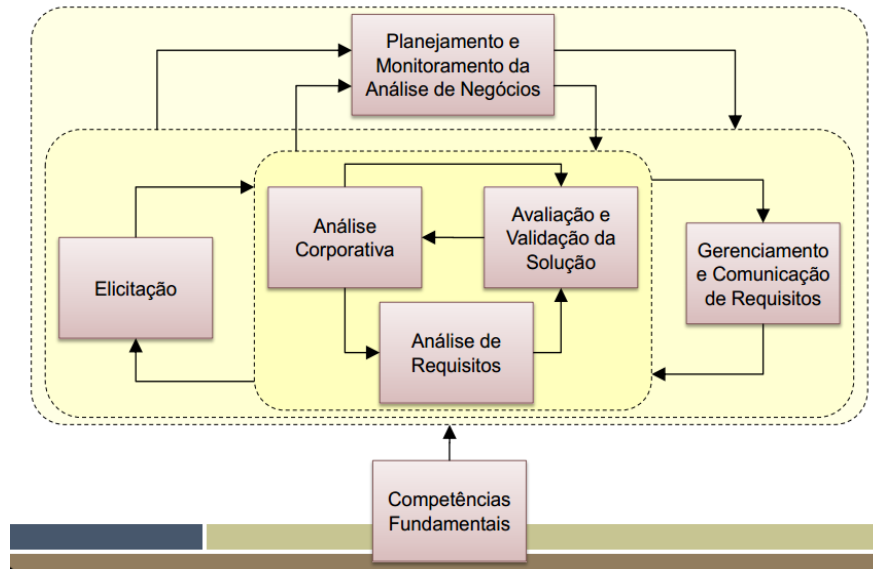 Planejamento e
Monitoramento da
Análise de Negócios
Análise
Corporativa
Avaliação e
Validação da
Solução
Elicitação
Gerenciamento
e Comunicação
de Requisitos
Análise de
Requisitos
Competências
Fundamentais